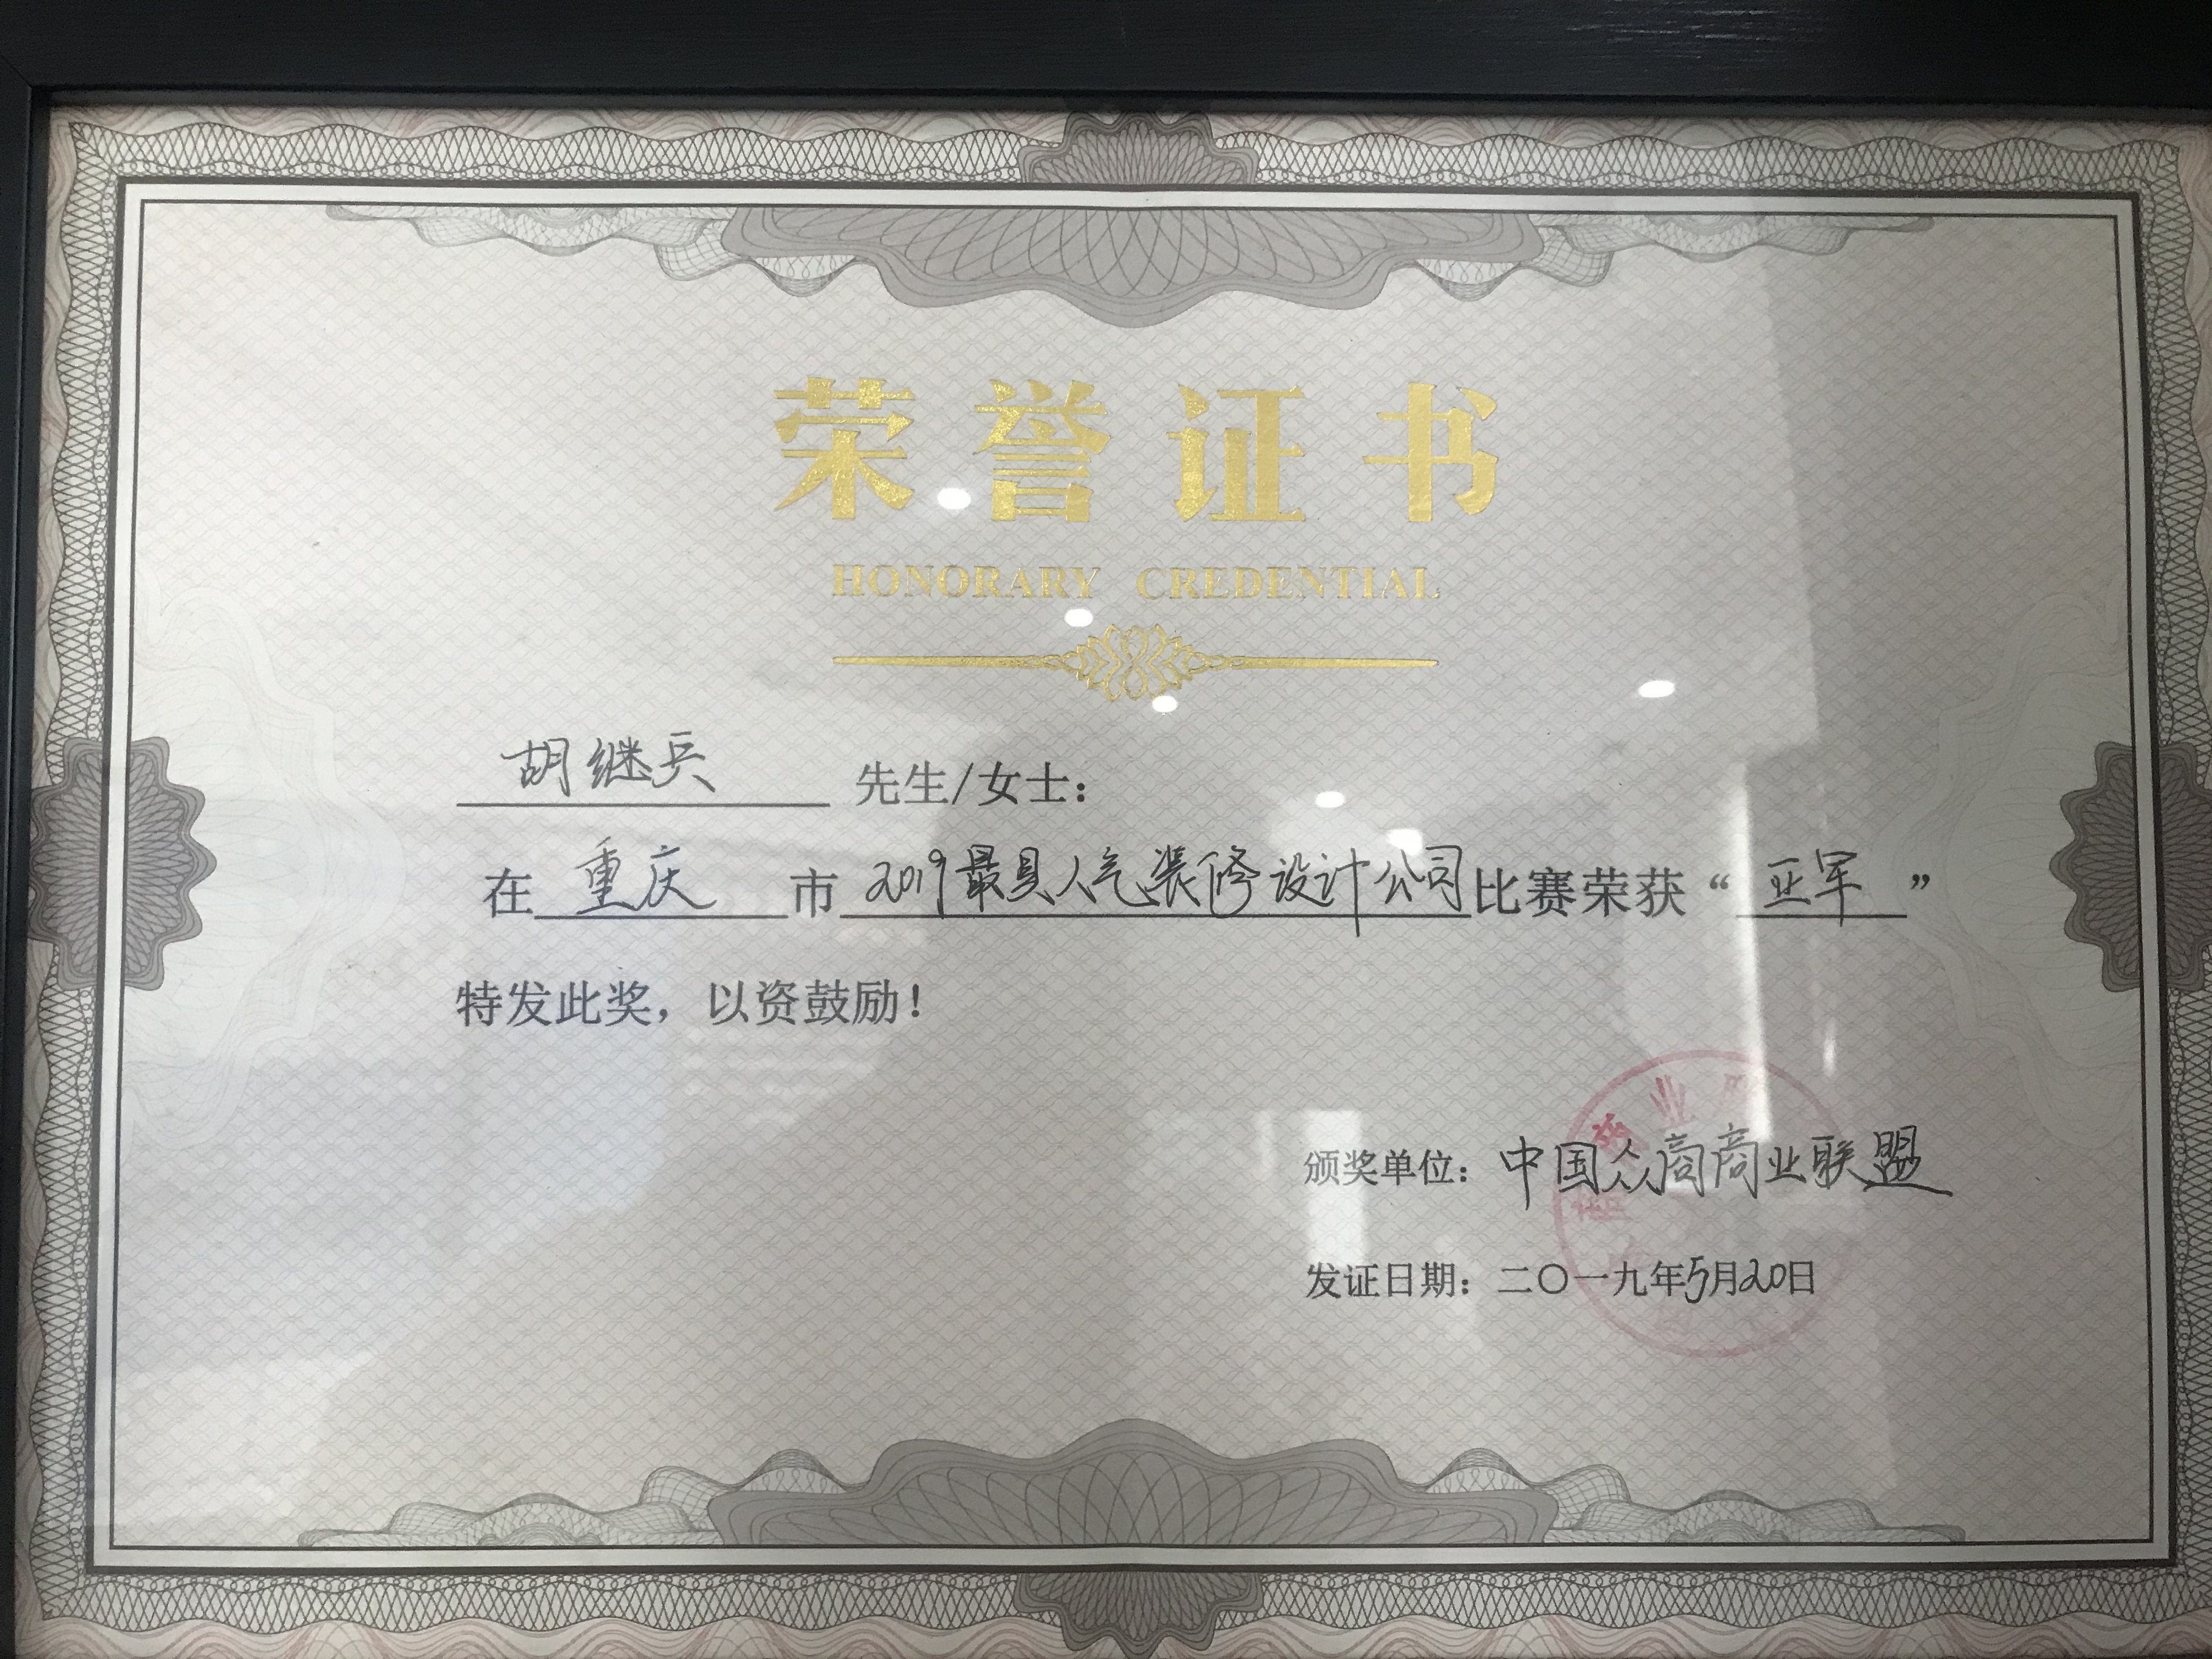 荣誉证书
HONORARY CREDENTIAL
胡继兵 先生/女士：
在 重庆 市 2019最具人气装修设计公司比赛荣获“亚军”
特发此奖，以资鼓励！
颁奖单位：中国众商商业联盟
发证日期：二〇一九年5月20日